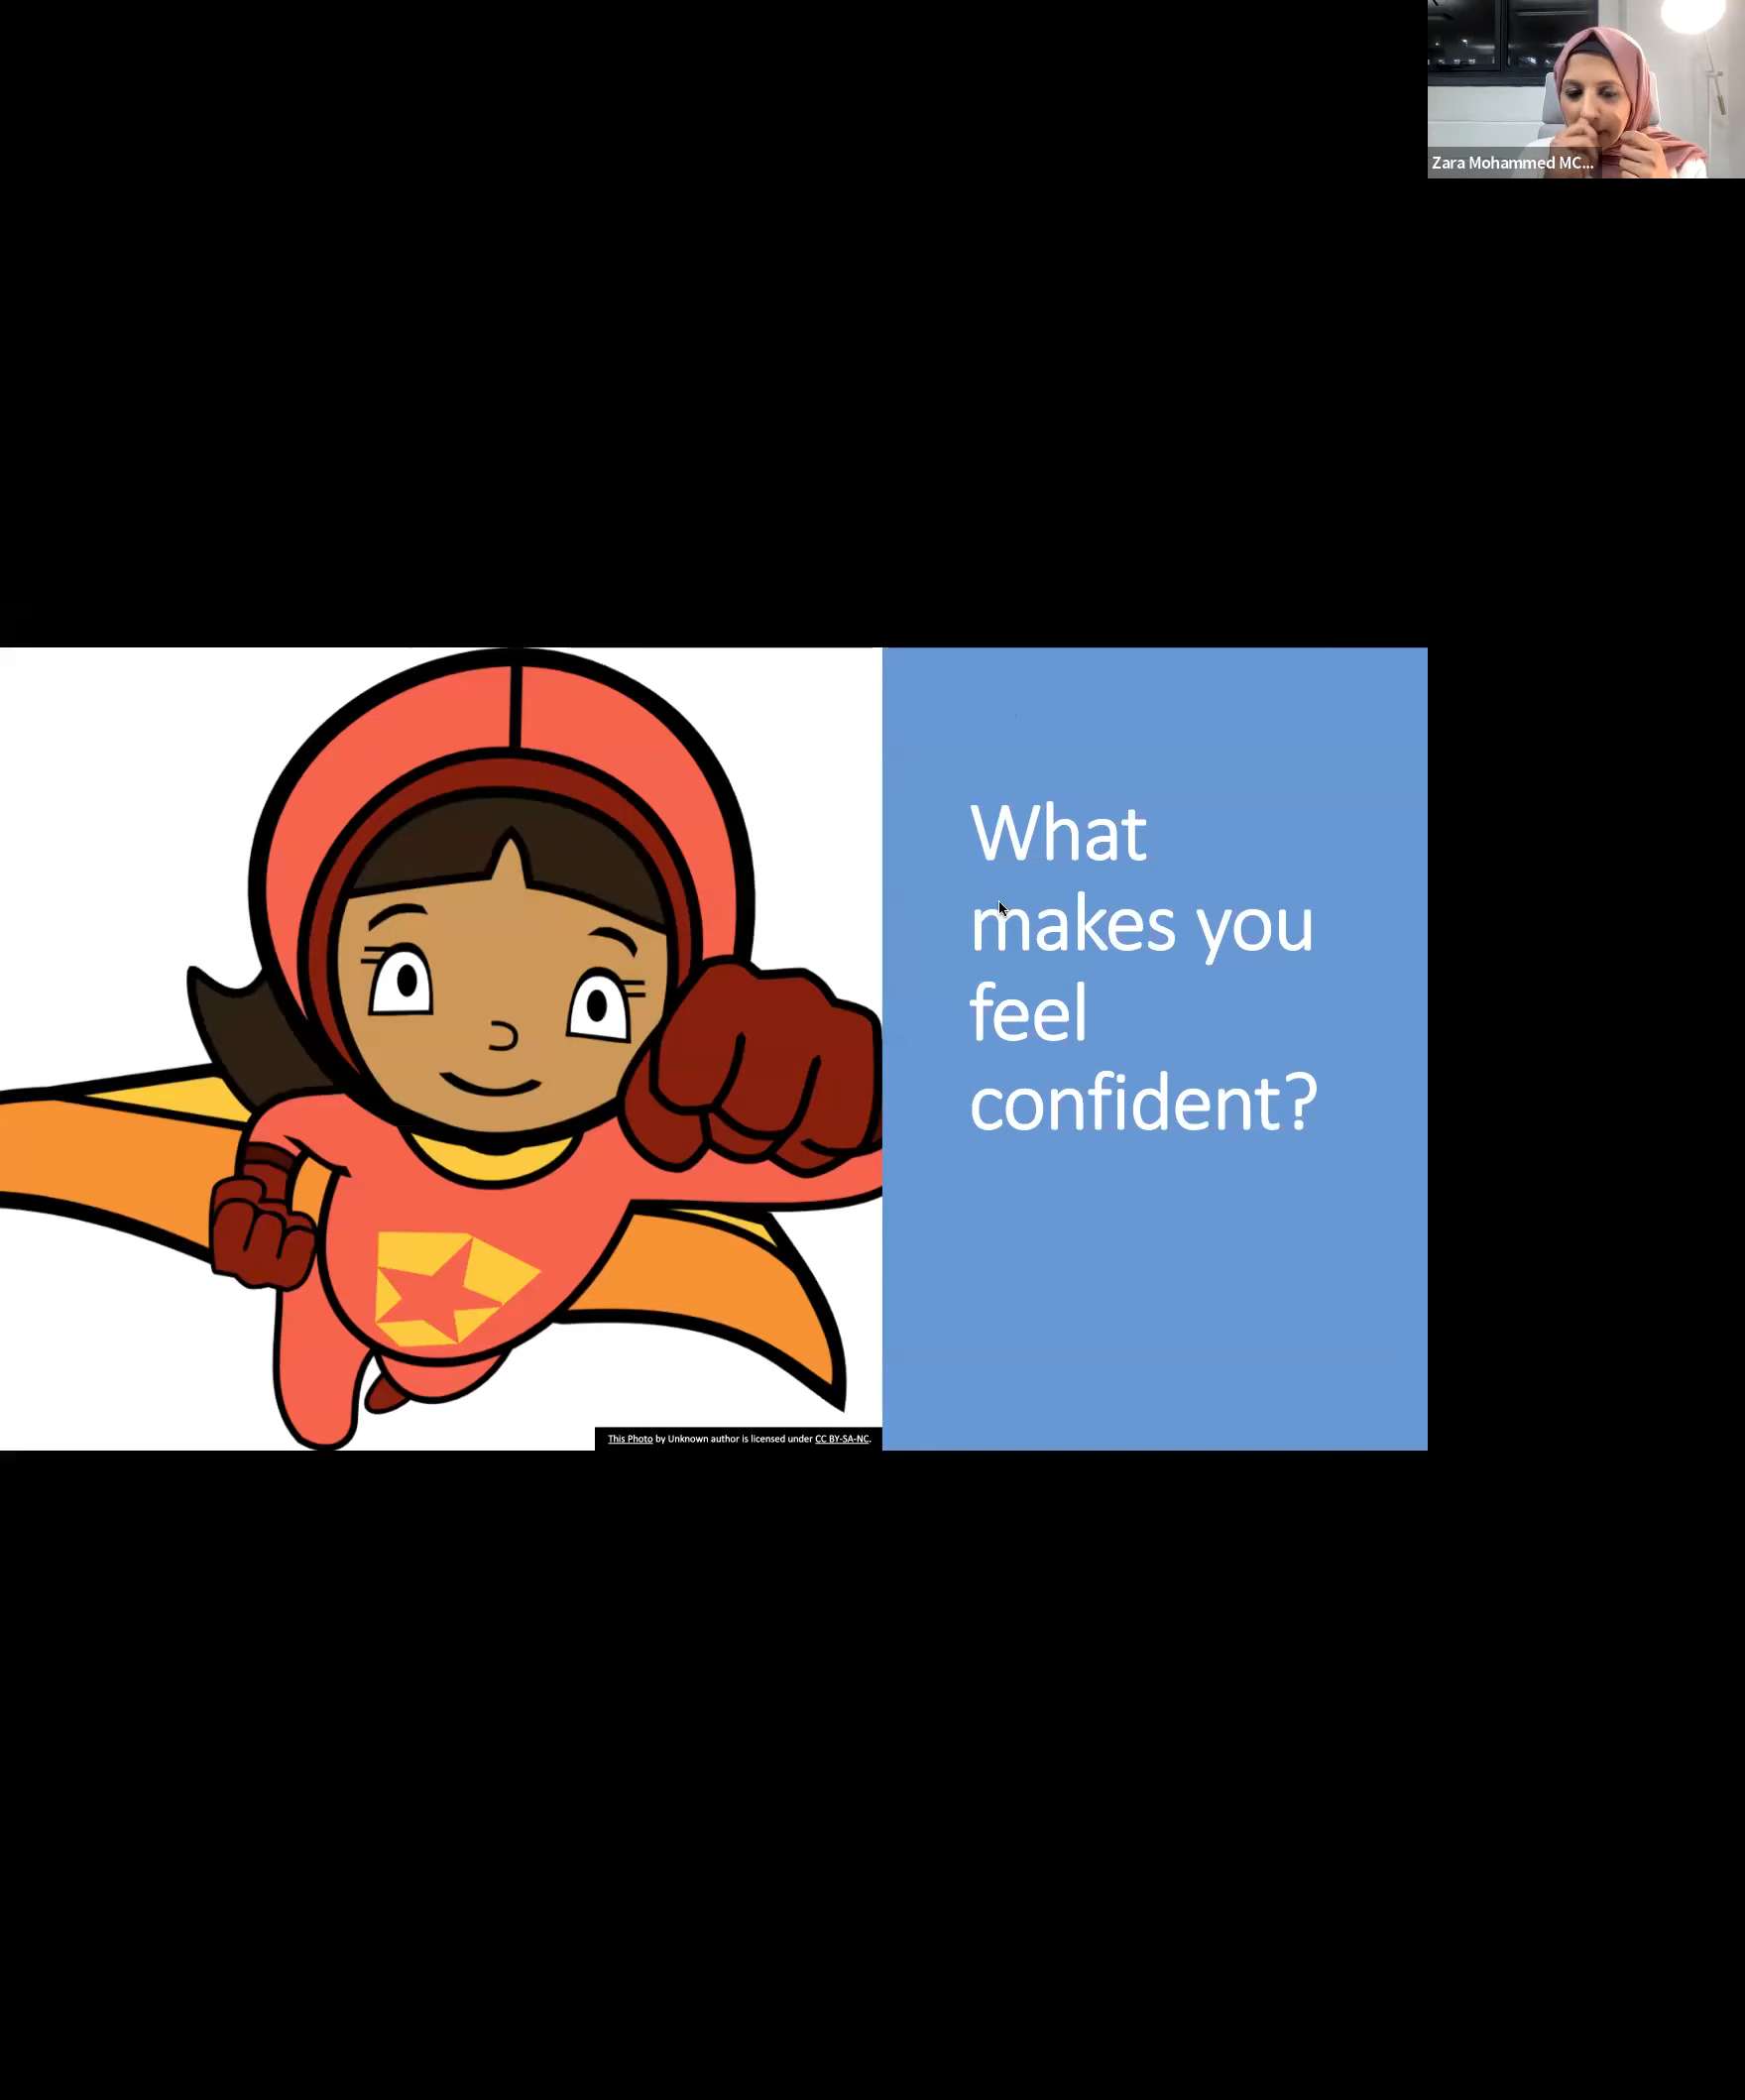 Zara Mohammed MC...
What
makes you
feel
confident?
This Photo by Unknown author is licensed under CC BY-SA-NC.